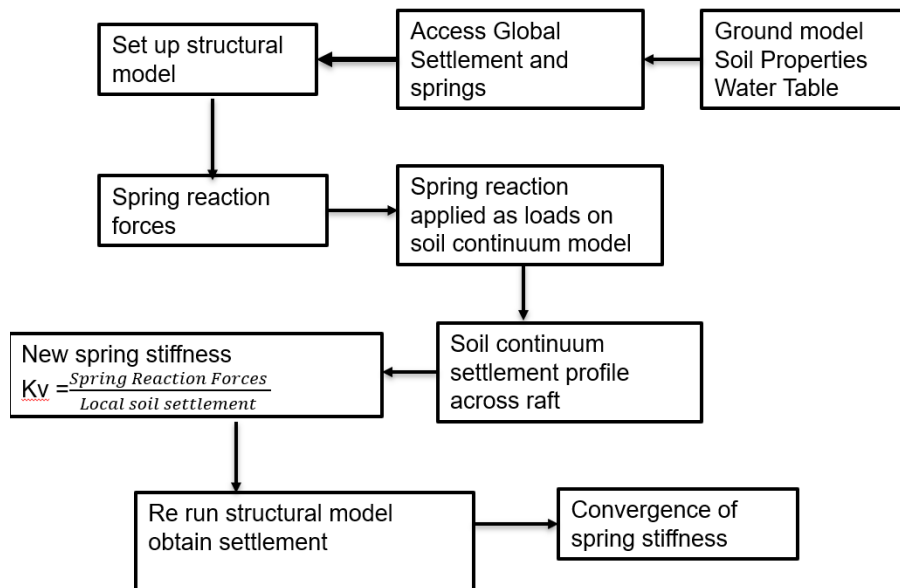 Set up structural
model
Access Global
Settlement and
springs
Ground model
Soil Properties
Water Table
Spring reaction
forces
Spring reaction
applied as loads on
soil continuum model
New spring stiffness
Kv = Spring Reaction Forces / Local soil settlement
Soil continuum
settlement profile
across raft
Re run structural model
obtain settlement
Convergence of
spring stiffness